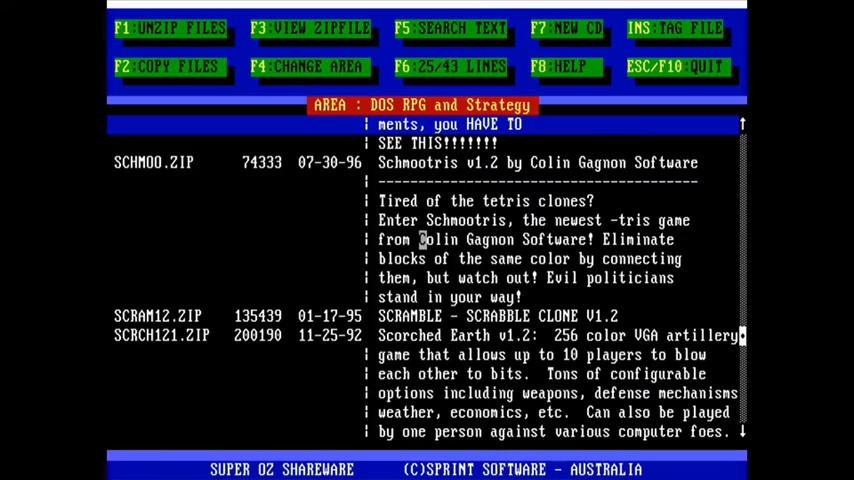 F1:UNZIP FILES F3:VIEW ZIPFILE F5:SEARCH TEXT F7:NEW CD INS:TAG FILE
F2:COPY FILES F4:CHANGE AREA F6:25/43 LINES F8:HELP ESC/F10:QUIT
AREA : DOS RPG and Strategy
| ments, you HAVE TO ↑
| SEE THIS!!!!!!!
SCHMOO.ZIP 74333 07-30-96 Schmootris v1.2 by Colin Gagnon Software
| ----------------------------------------
| Tired of the tetris clones?
| Enter Schmootris, the newest -tris game
| from Colin Gagnon Software! Eliminate
| blocks of the same color by connecting
| them, but watch out! Evil politicians
| stand in your way!
SCRAM12.ZIP 135439 01-17-95 SCRAMBLE - SCRABBLE CLONE V1.2
SCRCH121.ZIP 200190 11-25-92 Scorched Earth v1.2: 256 color VGA artillery
| game that allows up to 10 players to blow
| each other to bits. Tons of configurable
| options including weapons, defense mechanisms
| weather, economics, etc. Can also be played
| by one person against various computer foes. ↓
SUPER OZ SHAREWARE (C)SPRINT SOFTWARE - AUSTRALIA